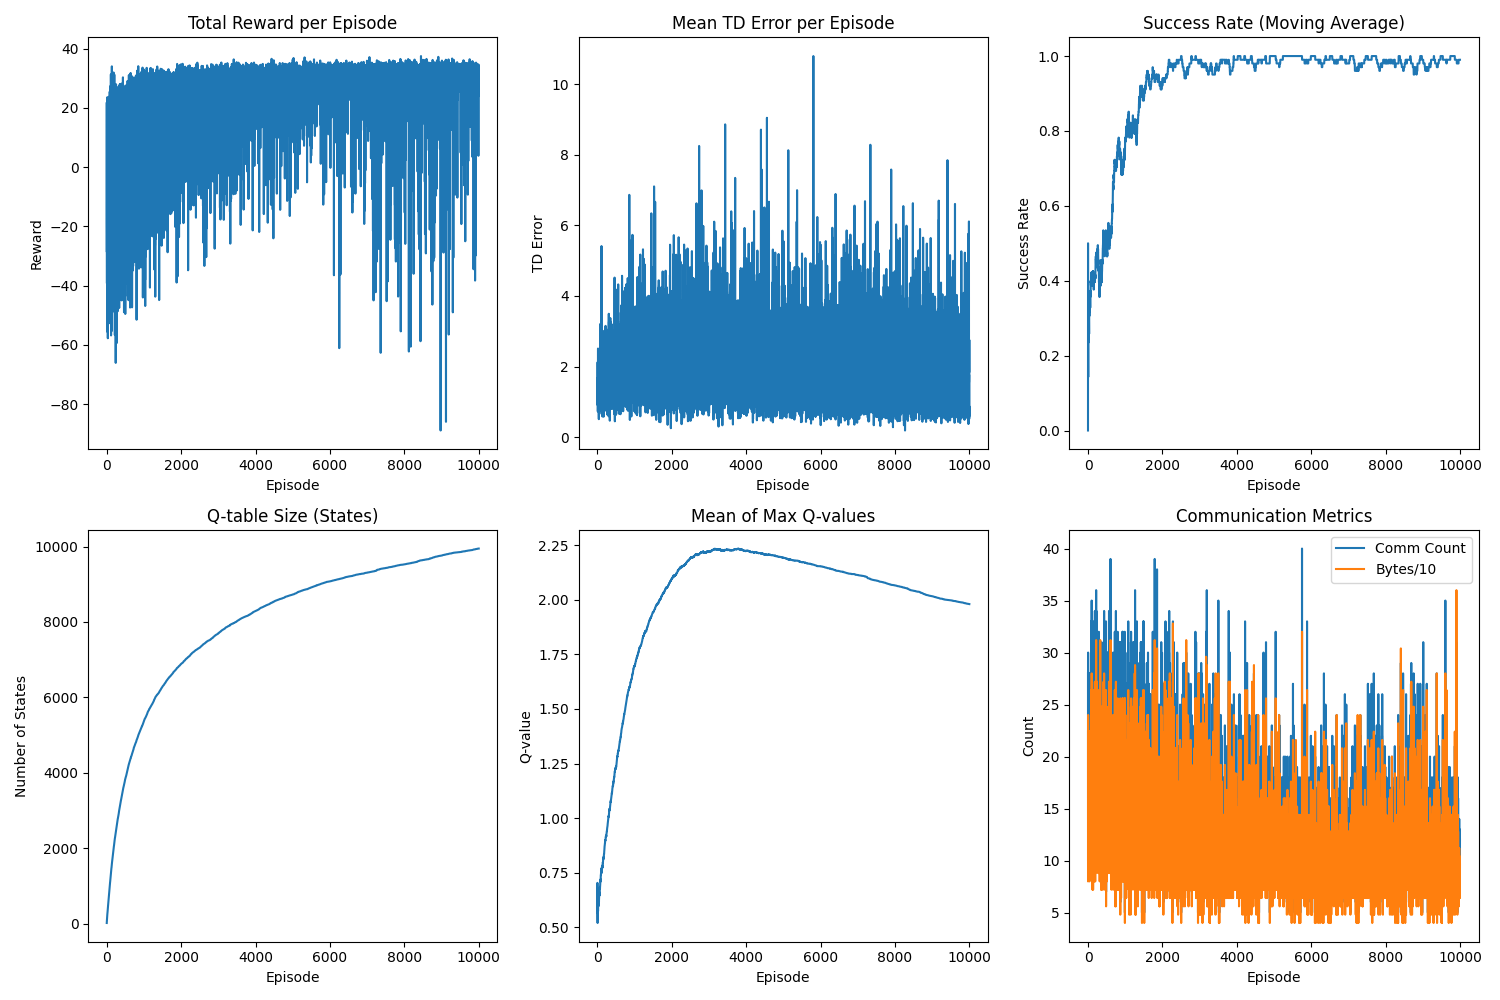 Total Reward per Episode
Reward
40
20
0
−20
−40
−60
−80
0 2000 4000 6000 8000 10000
Episode
Mean TD Error per Episode
TD Error
10
8
6
4
2
0
0 2000 4000 6000 8000 10000
Episode
Success Rate (Moving Average)
Success Rate
1.0
0.8
0.6
0.4
0.2
0.0
0 2000 4000 6000 8000 10000
Episode
Q-table Size (States)
Number of States
10000
8000
6000
4000
2000
0
0 2000 4000 6000 8000 10000
Episode
Mean of Max Q-values
Q-value
2.25
2.00
1.75
1.50
1.25
1.00
0.75
0.50
0 2000 4000 6000 8000 10000
Episode
Communication Metrics
Comm Count
Bytes/10
Count
40
35
30
25
20
15
10
5
0 2000 4000 6000 8000 10000
Episode